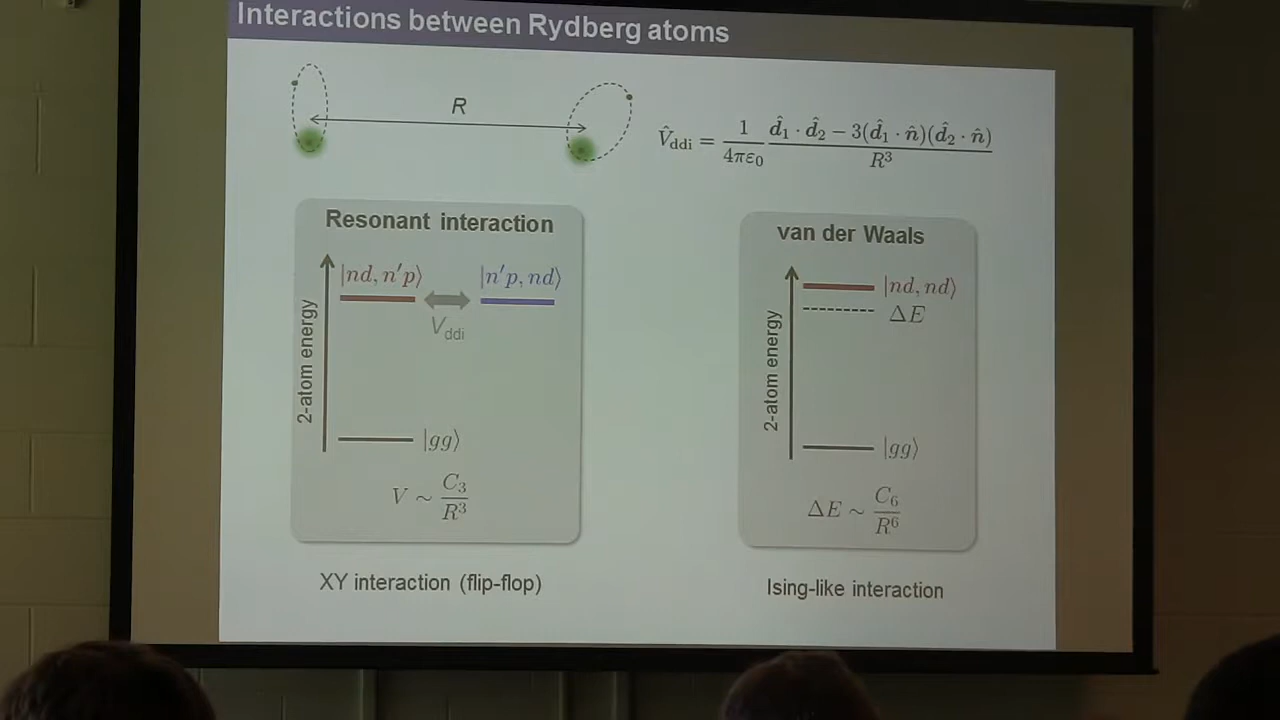 Interactions between Rydberg atoms
R
V̂ddi = 1/4πε₀ d̂₁ · d̂₂ − 3(d̂₁ · n̂)(d̂₂ · n̂)/R³
Resonant interaction
|nd, n′p⟩ |n′p, nd⟩
Vddi
2-atom energy
|gg⟩
V ~ C₃/R³
XY interaction (flip-flop)
van der Waals
|nd, nd⟩
ΔE
2-atom energy
|gg⟩
ΔE ~ C₆/R⁶
Ising-like interaction